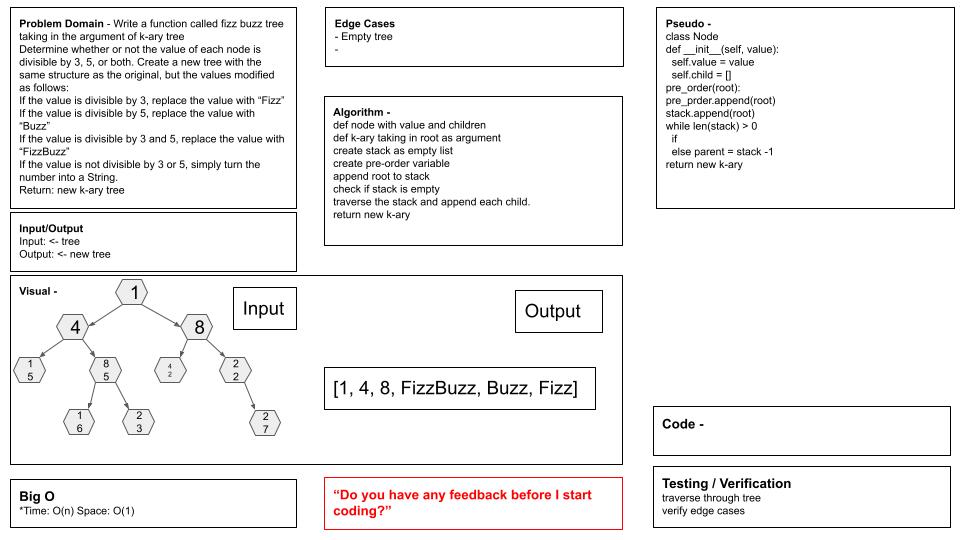 Problem Domain - Write a function called fizz buzz tree
taking in the argument of k-ary tree
Determine whether or not the value of each node is
divisible by 3, 5, or both. Create a new tree with the
same structure as the original, but the values modified
as follows:
If the value is divisible by 3, replace the value with “Fizz”
If the value is divisible by 5, replace the value with
“Buzz”
If the value is divisible by 3 and 5, replace the value with
“FizzBuzz”
If the value is not divisible by 3 or 5, simply turn the
number into a String.
Return: new k-ary tree
Input/Output
Input: <- tree
Output: <- new tree
Edge Cases
- Empty tree
-
Algorithm -
def node with value and children
def k-ary taking in root as argument
create stack as empty list
create pre-order variable
append root to stack
check if stack is empty
traverse the stack and append each child.
return new k-ary
Pseudo -
class Node
def __init__(self, value):
self.value = value
self.child = []
pre_order(root):
pre_prder.append(root)
stack.append(root)
while len(stack) > 0
if
else parent = stack -1
return new k-ary
Visual -
1
4
8
1
5
8
5
4
2
2
2
1
6
2
3
2
7
Input
Output
[1, 4, 8, FizzBuzz, Buzz, Fizz]
Code -
Big O
*Time: O(n) Space: O(1)
“Do you have any feedback before I start
coding?”
Testing / Verification
traverse through tree
verify edge cases